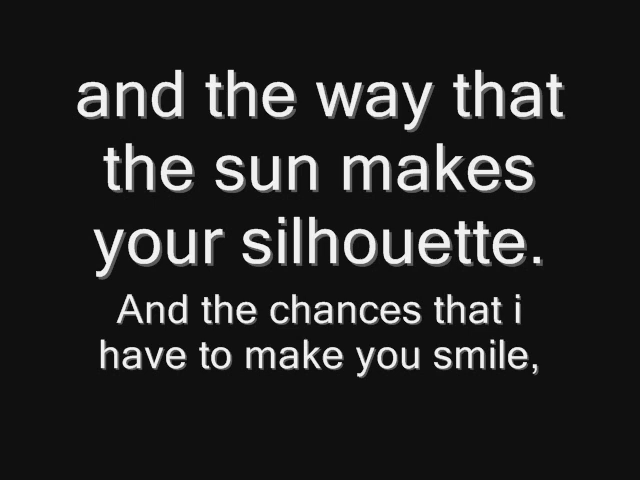 and the way that
the sun makes
your silhouette.
And the chances that i
have to make you smile,